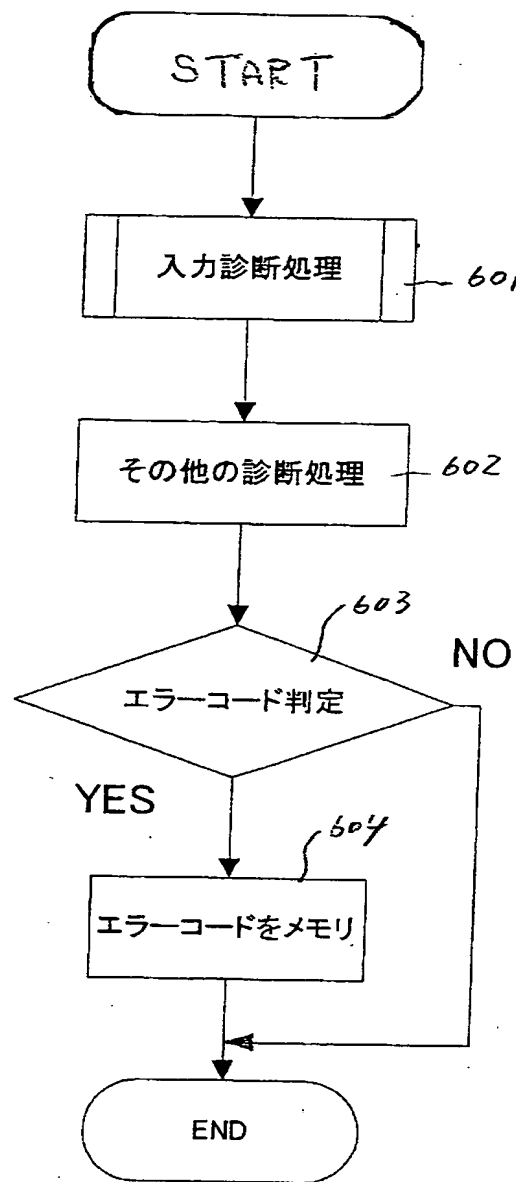 START
入力診断処理
601
その他の診断処理
602
603
NO
エラーコード判定
YES
604
エラーコードをメモリ
END